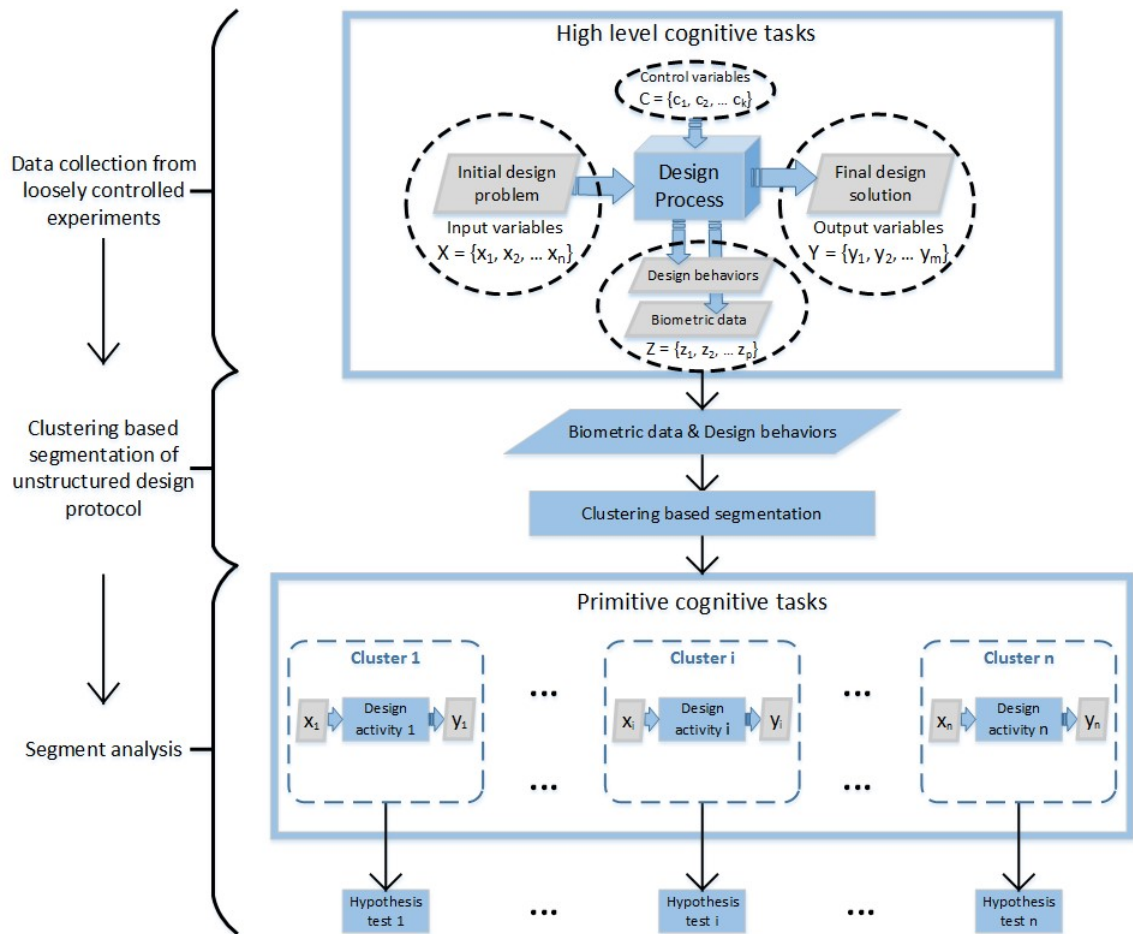 High level cognitive tasks
Control variables
C = {c₁, c₂, ... cₖ}
Initial design
problem
Design
Process
Final design
solution
Input variables
X = {x₁, x₂, ... xₙ}
Output variables
Y = {y₁, y₂, ... yₘ}
Design behaviors
Biometric data
Z = {z₁, z₂, ... zₚ}
Data collection from
loosely controlled
experiments
Clustering based
segmentation of
unstructured design
protocol
Segment analysis
Biometric data & Design behaviors
Clustering based segmentation
Primitive cognitive tasks
Cluster 1
x₁
Design
activity 1
y₁
...
Cluster i
xᵢ
Design
activity i
yᵢ
...
Cluster n
xₙ
Design
activity n
yₙ
...
...
Hypothesis
test 1
...
Hypothesis
test i
...
Hypothesis
test n